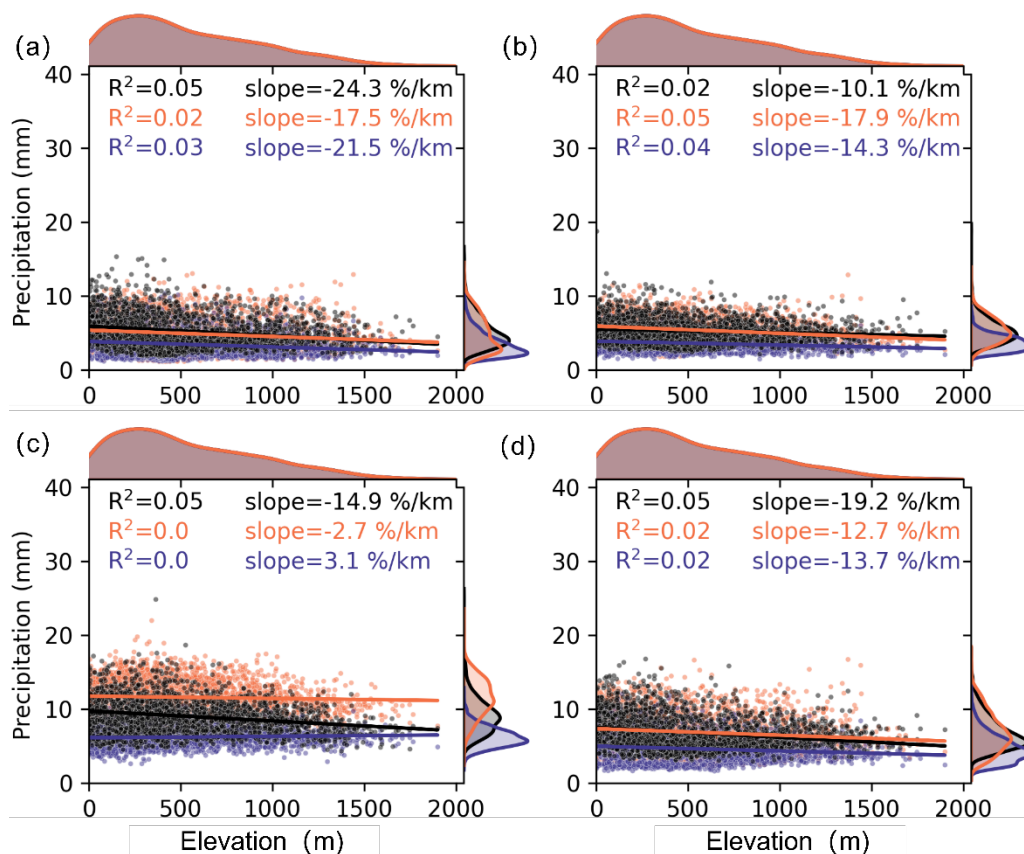 (a)
40
R²=0.05 slope=-24.3 %/km
R²=0.02 slope=-17.5 %/km
R²=0.03 slope=-21.5 %/km
30
20
10
0
Precipitation (mm)
0 500 1000 1500 2000
(b)
40
R²=0.02 slope=-10.1 %/km
R²=0.05 slope=-17.9 %/km
R²=0.04 slope=-14.3 %/km
30
20
10
0
Precipitation (mm)
0 500 1000 1500 2000
(c)
40
R²=0.05 slope=-14.9 %/km
R²=0.0 slope=-2.7 %/km
R²=0.0 slope=3.1 %/km
30
20
10
0
Precipitation (mm)
0 500 1000 1500 2000
Elevation (m)
(d)
40
R²=0.05 slope=-19.2 %/km
R²=0.02 slope=-12.7 %/km
R²=0.02 slope=-13.7 %/km
30
20
10
0
Precipitation (mm)
0 500 1000 1500 2000
Elevation (m)